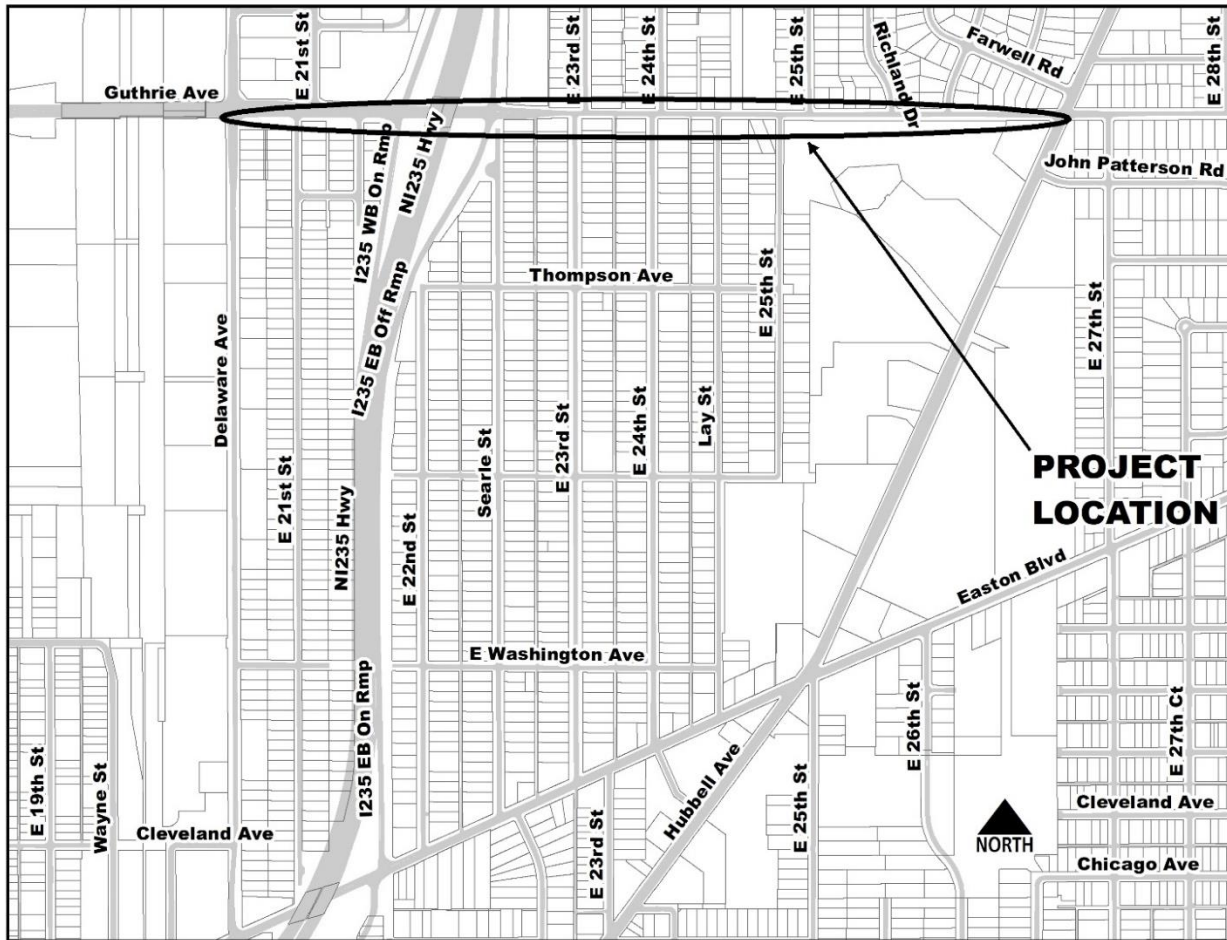 E 21st St
E 23rd St
E 24th St
E 25th St
Richland Dr
Farwell Rd
E 28th St
Guthrie Ave
I235 WB On Rmp
NI235 Hwy
John Patterson Rd
Thompson Ave
E 25th St
Delaware Ave
I235 EB Off Rmp
E 27th St
E 21st St
Searle St
E 23rd St
E 24th St
Lay St
PROJECT
LOCATION
NI235 Hwy
E 22nd St
Easton Blvd
E Washington Ave
I235 EB On Rmp
E 26th St
E 27th Ct
E 19th St
Wayne St
Cleveland Ave
E 23rd St
Hubbell Ave
E 25th St
NORTH
Cleveland Ave
Chicago Ave